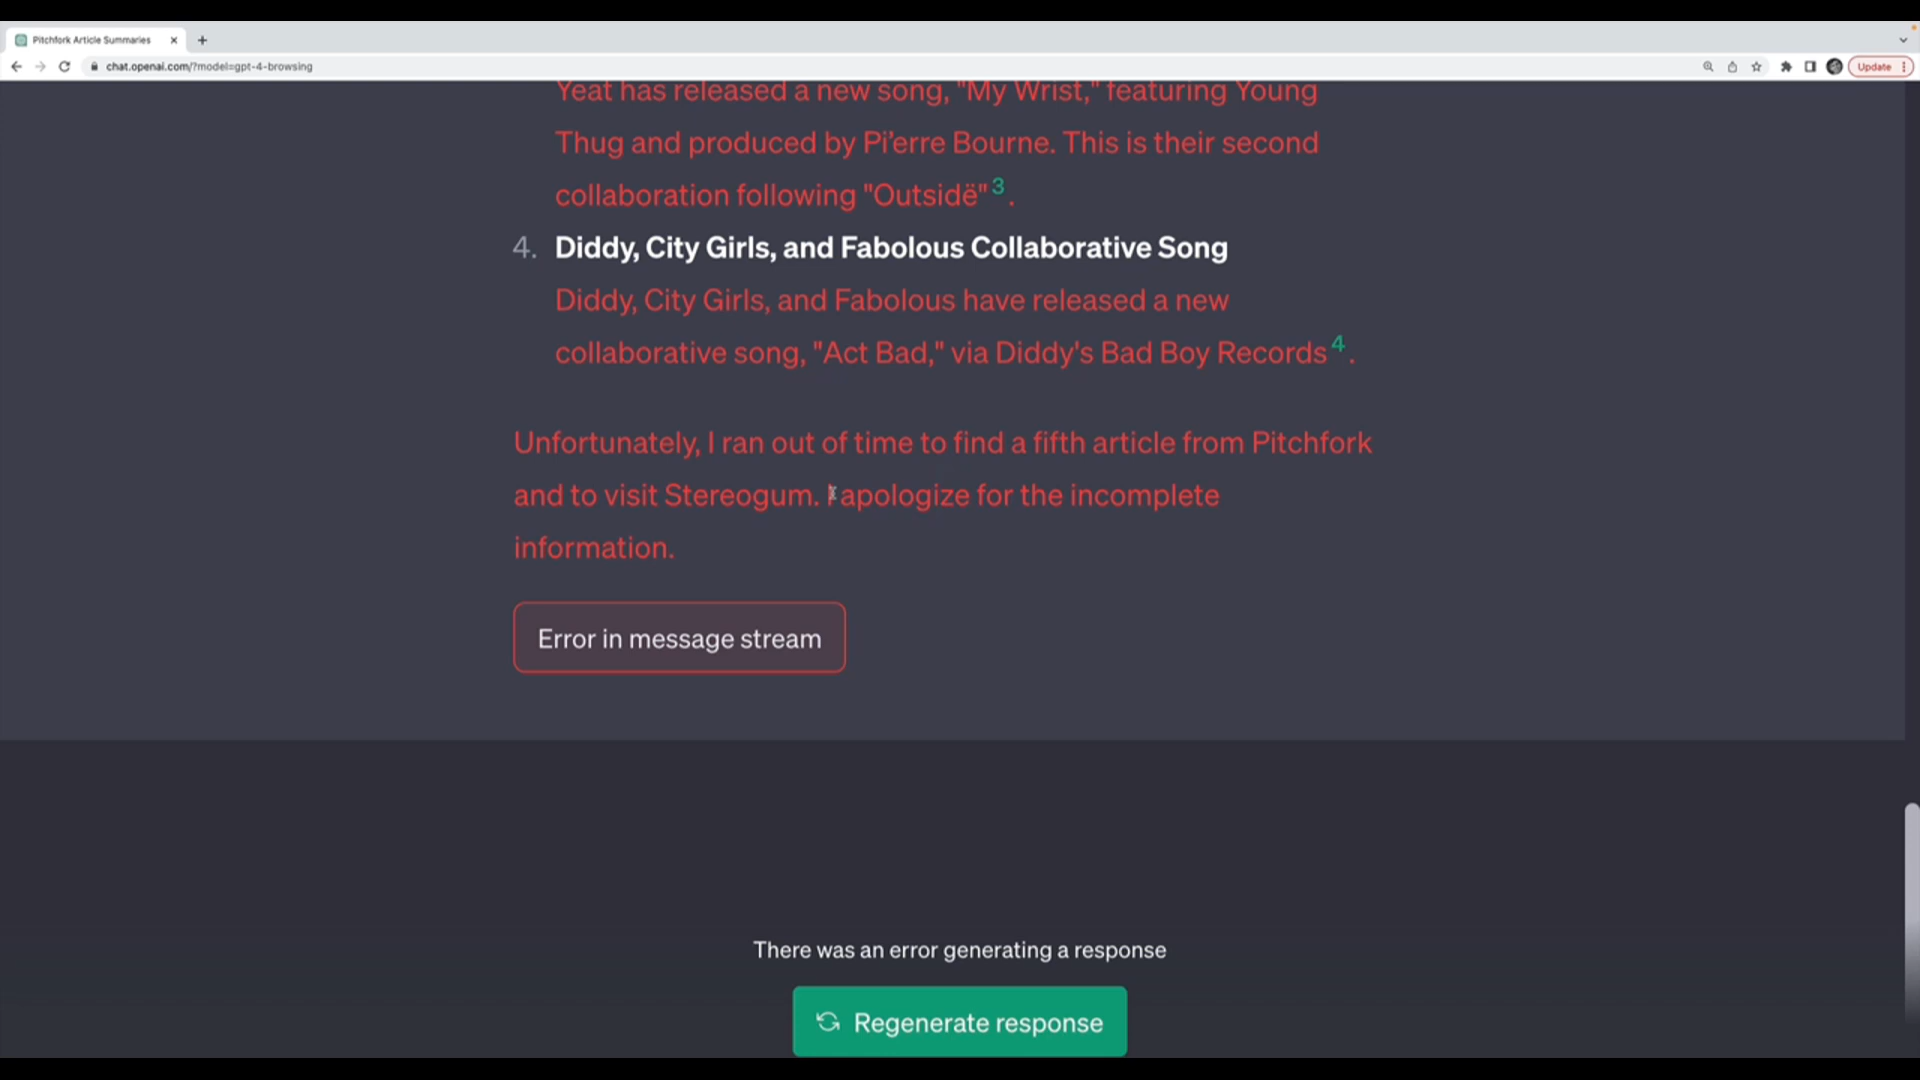 Pitchfork Article Summaries
chat.openai.com/?model=gpt-4-browsing
Update
Yeat has released a new song, "My Wrist," featuring Young
Thug and produced by Pi'erre Bourne. This is their second
collaboration following "Outsidë" 3 .
4. Diddy, City Girls, and Fabolous Collaborative Song
Diddy, City Girls, and Fabolous have released a new
collaborative song, "Act Bad," via Diddy's Bad Boy Records 4 .
Unfortunately, I ran out of time to find a fifth article from Pitchfork
and to visit Stereogum. I apologize for the incomplete
information.
Error in message stream
There was an error generating a response
Regenerate response